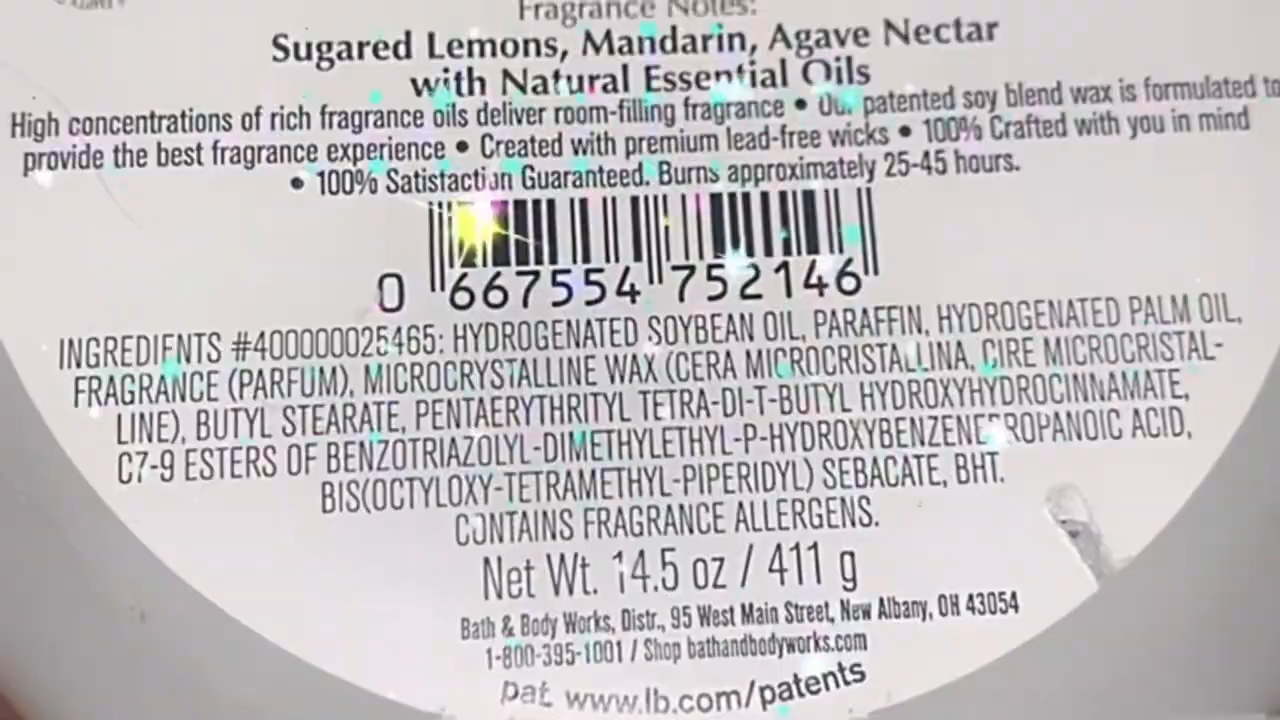 Fragrance Notes:
Sugared Lemons, Mandarin, Agave Nectar
with Natural Essential Oils
High concentrations of rich fragrance oils deliver room-filling fragrance • Our patented soy blend wax is formulated to
provide the best fragrance experience • Created with premium lead-free wicks • 100% Crafted with you in mind
• 100% Satisfaction Guaranteed. Burns approximately 25-45 hours.
0 667554 752146
INGREDIENTS #400000025465: HYDROGENATED SOYBEAN OIL, PARAFFIN, HYDROGENATED PALM OIL,
FRAGRANCE (PARFUM), MICROCRYSTALLINE WAX (CERA MICROCRISTALLINA, CIRE MICROCRISTAL-
LINE), BUTYL STEARATE, PENTAERYTHRITYL TETRA-DI-T-BUTYL HYDROXYHYDROCINNAMATE,
C7-9 ESTERS OF BENZOTRIAZOLYL-DIMETHYLETHYL-P-HYDROXYBENZENEPROPANOIC ACID,
BIS(OCTYLOXY-TETRAMETHYL-PIPERIDYL) SEBACATE, BHT.
CONTAINS FRAGRANCE ALLERGENS.
Net Wt. 14.5 oz / 411 g
Bath & Body Works, Distr., 95 West Main Street, New Albany, OH 43054
1-800-395-1001 / Shop bathandbodyworks.com
pat. www.lb.com/patents